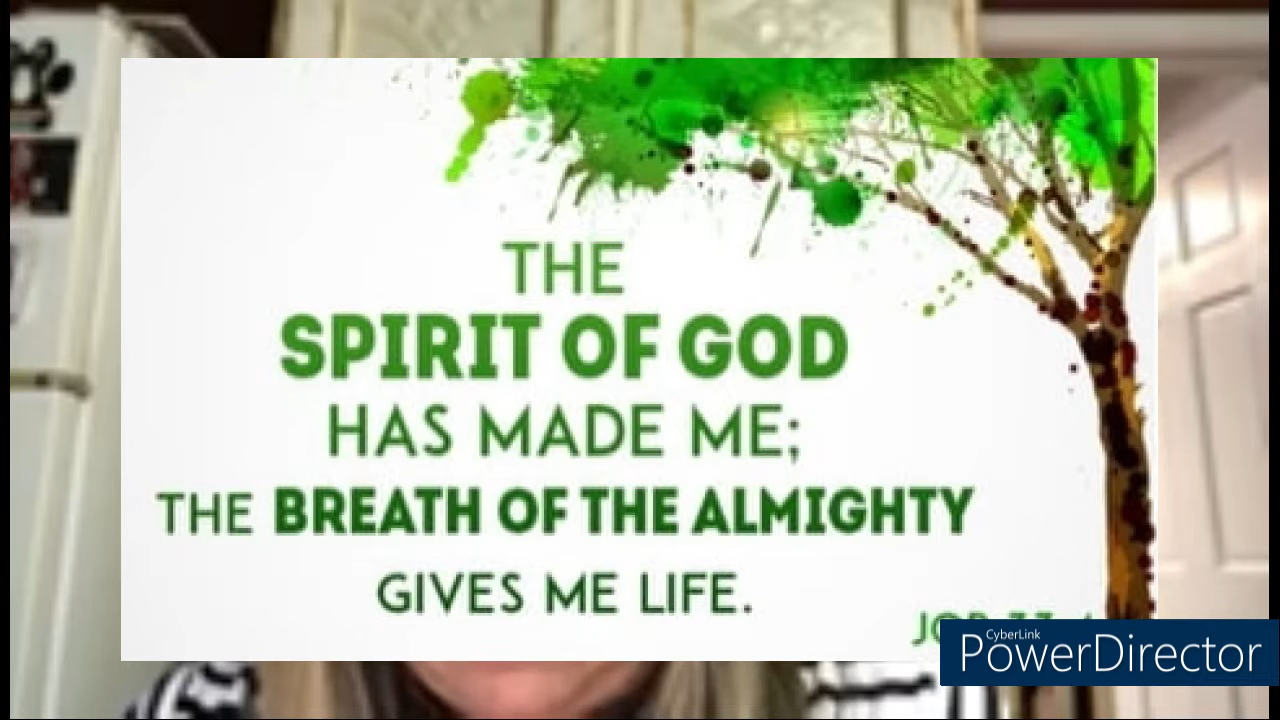 THE
SPIRIT OF GOD
HAS MADE ME;
THE BREATH OF THE ALMIGHTY
GIVES ME LIFE.
CyberLink
PowerDirector